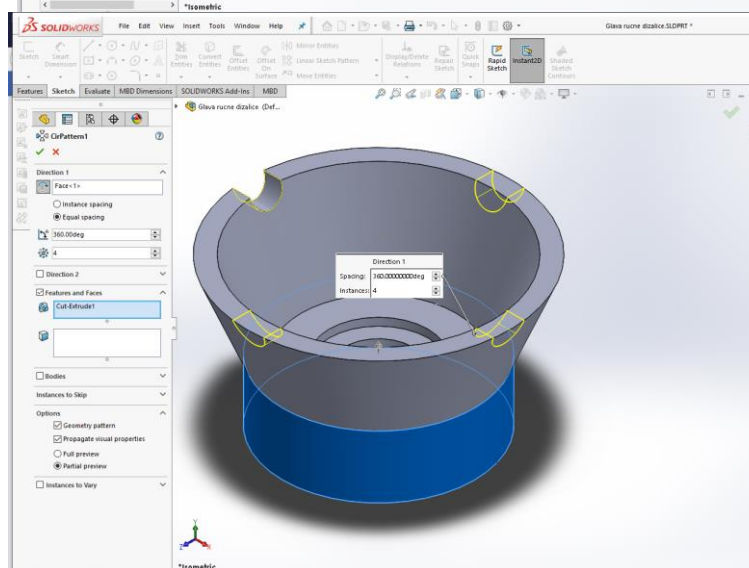 *Isometric
SOLIDWORKS File Edit View Insert Tools Window Help Glava rucne dizalice.SLDPRT *
Sketch Smart Dimension Trim Entities Convert Entities Offset Entities Offset On Surface Mirror Entities Linear Sketch Pattern Move Entities Display/Delete Relations Repair Sketch Quick Snaps Rapid Sketch Instant2D Shaded Sketch Contours
Features Sketch Evaluate MBD Dimensions SOLIDWORKS Add-Ins MBD
Glava rucne dizalice (Def...
CirPattern1
Direction 1
Face<1>
Instance spacing
Equal spacing
360.00deg
4
Direction 2
Features and Faces
Cut-Extrude1
Bodies
Instances to Skip
Options
Geometry pattern
Propagate visual properties
Full preview
Partial preview
Instances to Vary
Direction 1
Spacing: 360.00000000deg
Instances: 4
Y
Z X
*Isometric